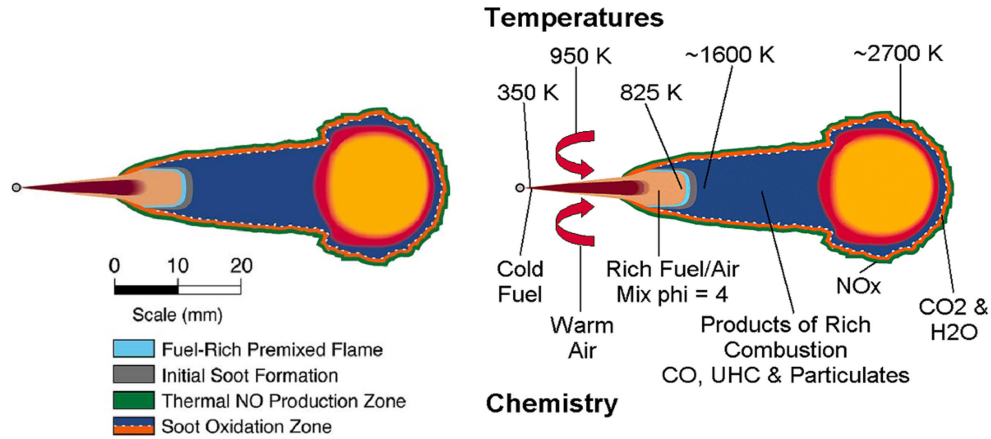 Temperatures
950 K
~1600 K
~2700 K
350 K
825 K
0 10 20
Scale (mm)
Fuel-Rich Premixed Flame
Initial Soot Formation
Thermal NO Production Zone
Soot Oxidation Zone
Cold
Fuel
Warm
Air
Rich Fuel/Air
Mix phi = 4
Products of Rich
Combustion
CO, UHC & Particulates
NOx
CO2 &
H2O
Chemistry